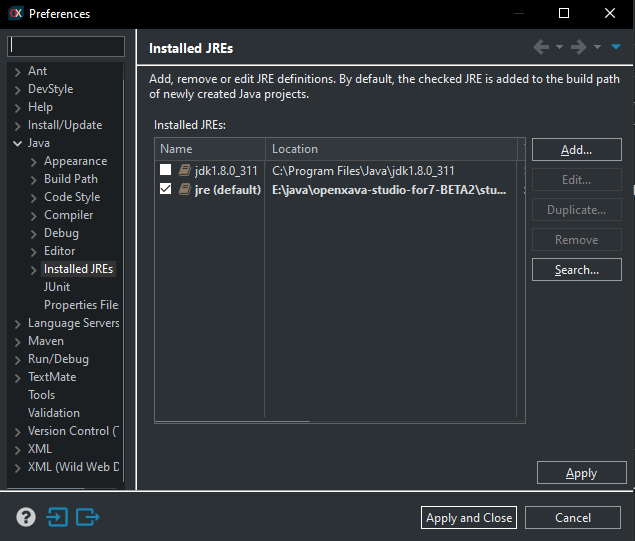 Preferences
Installed JREs
Ant
DevStyle
Help
Install/Update
Java
Appearance
Build Path
Code Style
Compiler
Debug
Editor
Installed JREs
JUnit
Properties File
Language Servers
Maven
Run/Debug
TextMate
Tools
Validation
Version Control (
XML
XML (Wild Web D
Add, remove or edit JRE definitions. By default, the checked JRE is added to the build path
of newly created Java projects.
Installed JREs:
Name Location
jdk1.8.0_311 C:\Program Files\Java\jdk1.8.0_311
jre (default) E:\java\openxava-studio-for7-BETA2\stu...
Add...
Edit...
Duplicate...
Remove
Search...
Apply
Apply and Close
Cancel